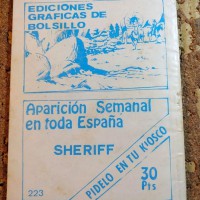 EDICIONES
GRAFICAS DE
BOLSILLO
Aparición Semanal
en toda España
SHERIFF
PIDELO EN TU KIOSCO
30
Pts
223